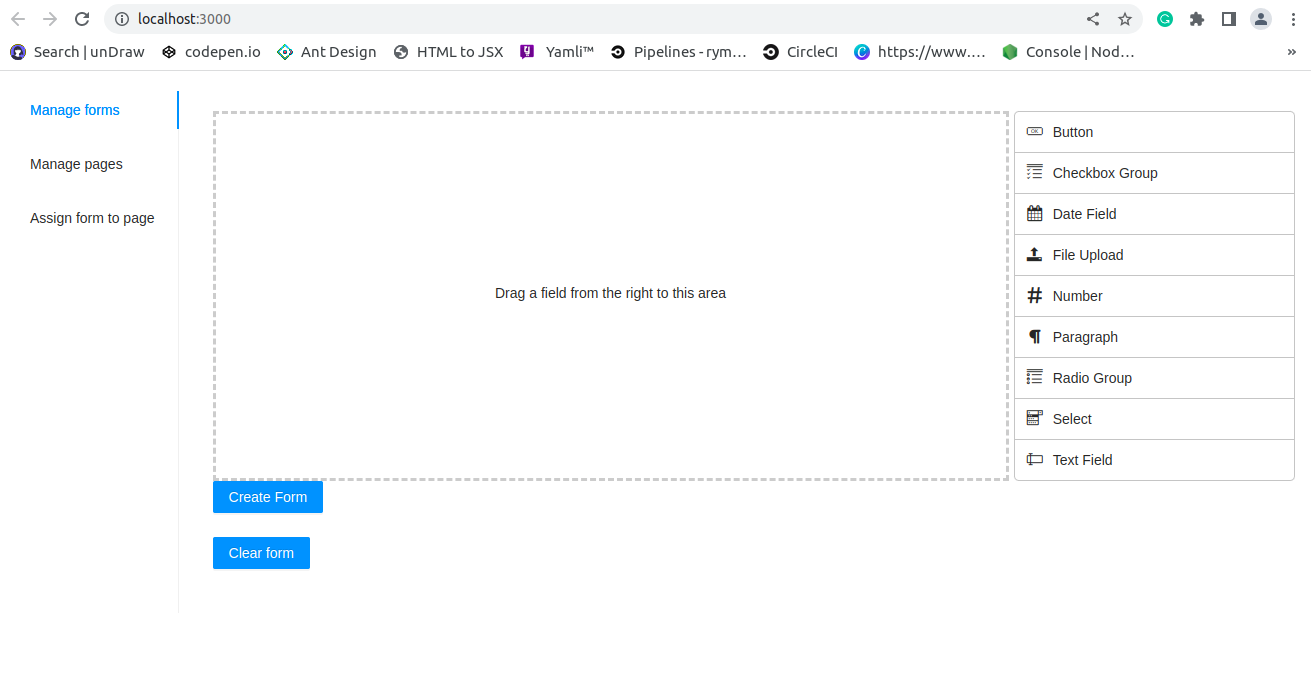 localhost:3000
Search | unDraw codepen.io Ant Design HTML to JSX Yamli™ Pipelines - rym... CircleCI https://www.... Console | Nod... »
Manage forms
Manage pages
Assign form to page
Drag a field from the right to this area
Button
Checkbox Group
Date Field
File Upload
Number
Paragraph
Radio Group
Select
Text Field
Create Form
Clear form